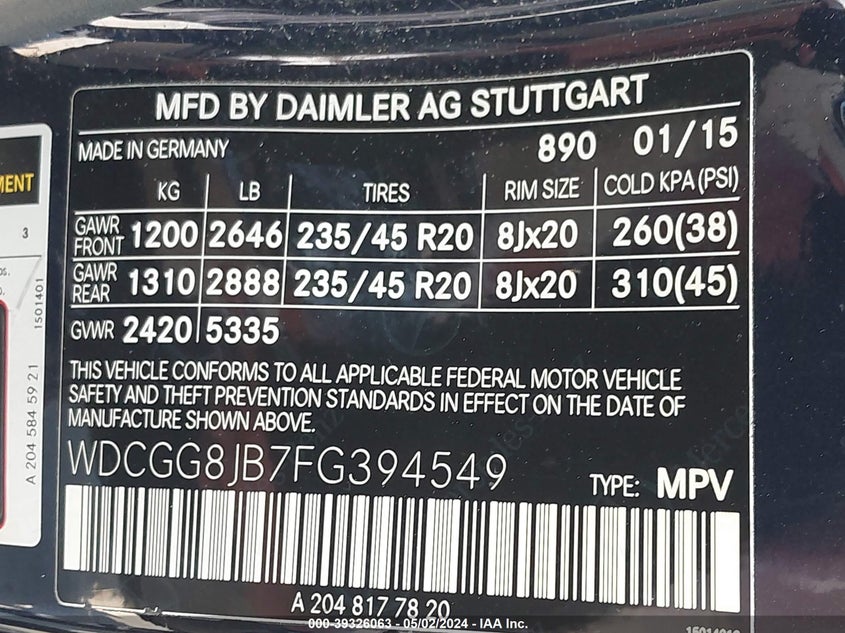 MFD BY DAIMLER AG STUTTGART
MADE IN GERMANY 890 01/15
KG LB TIRES RIM SIZE COLD KPA(PSI)
GAWR FRONT 1200 2646 235/45 R20 8Jx20 260(38)
GAWR REAR 1310 2888 235/45 R20 8Jx20 310(45)
GVWR 2420 5335
THIS VEHICLE CONFORMS TO ALL APPLICABLE FEDERAL MOTOR VEHICLE
SAFETY AND THEFT PREVENTION STANDARDS IN EFFECT ON THE DATE OF
MANUFACTURE SHOWN ABOVE.
WDCGG8JB7FG394549 TYPE: MPV
A 204 817 78 20
MENT
3
1501401
A 204 584 59 21
000-39326063 - 05/02/2024 - IAA Inc.